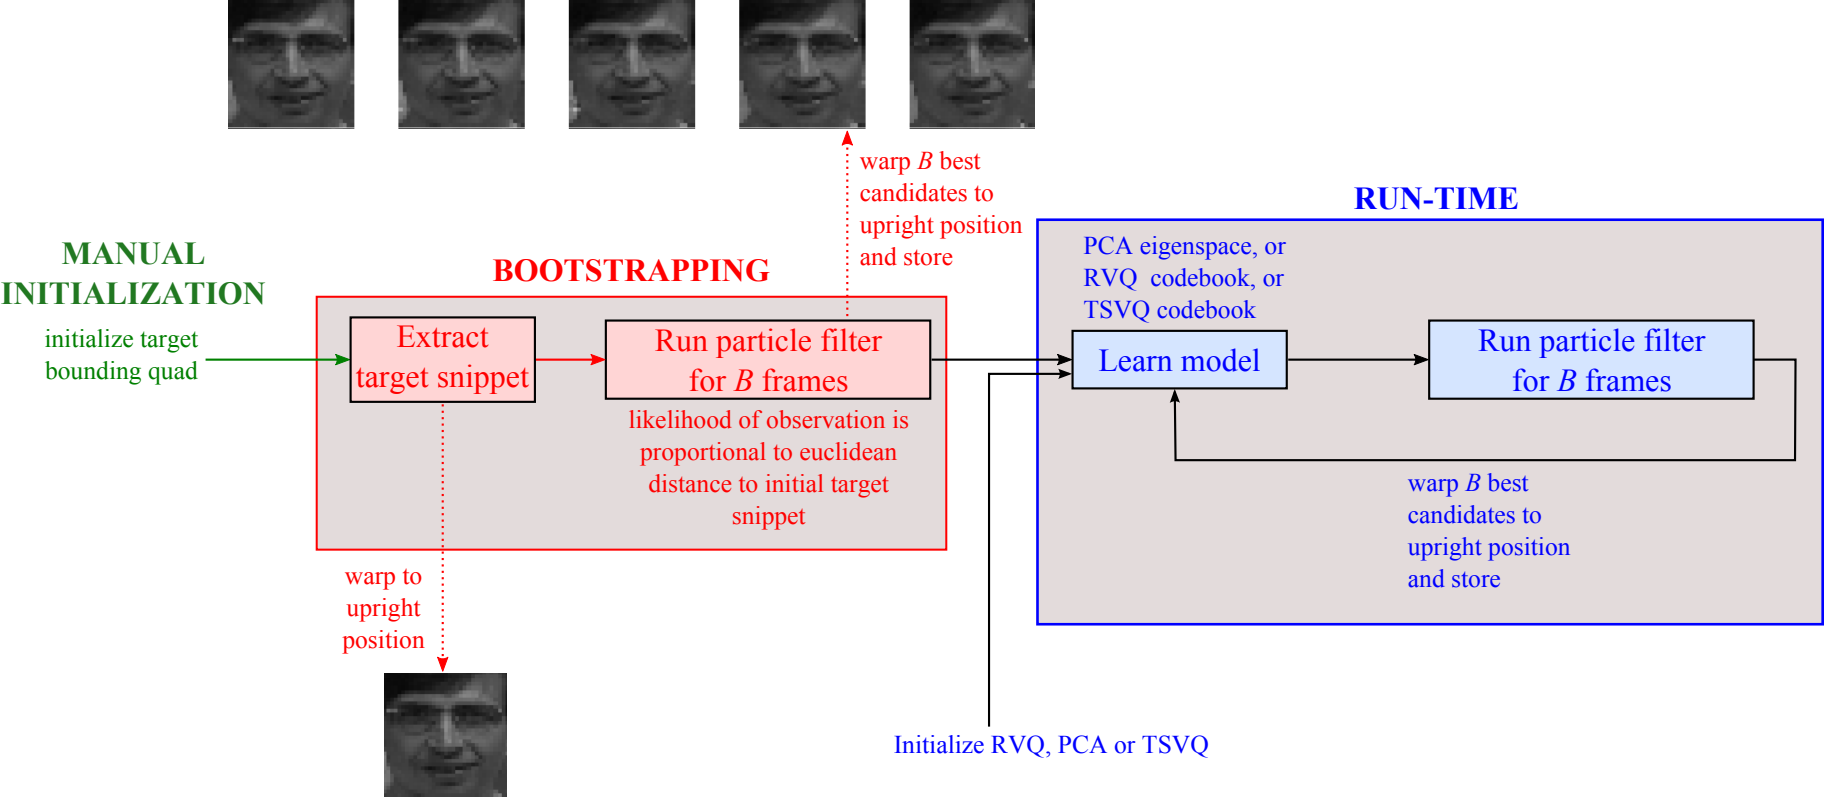 warp B best
candidates to
upright position
and store
RUN-TIME
MANUAL
INITIALIZATION
initialize target
bounding quad
BOOTSTRAPPING
Extract
target snippet
Run particle filter
for B frames
likelihood of observation is
proportional to euclidean
distance to initial target
snippet
warp to
upright
position
PCA eigenspace, or
RVQ codebook, or
TSVQ codebook
Learn model
Run particle filter
for B frames
warp B best
candidates to
upright position
and store
Initialize RVQ, PCA or TSVQ